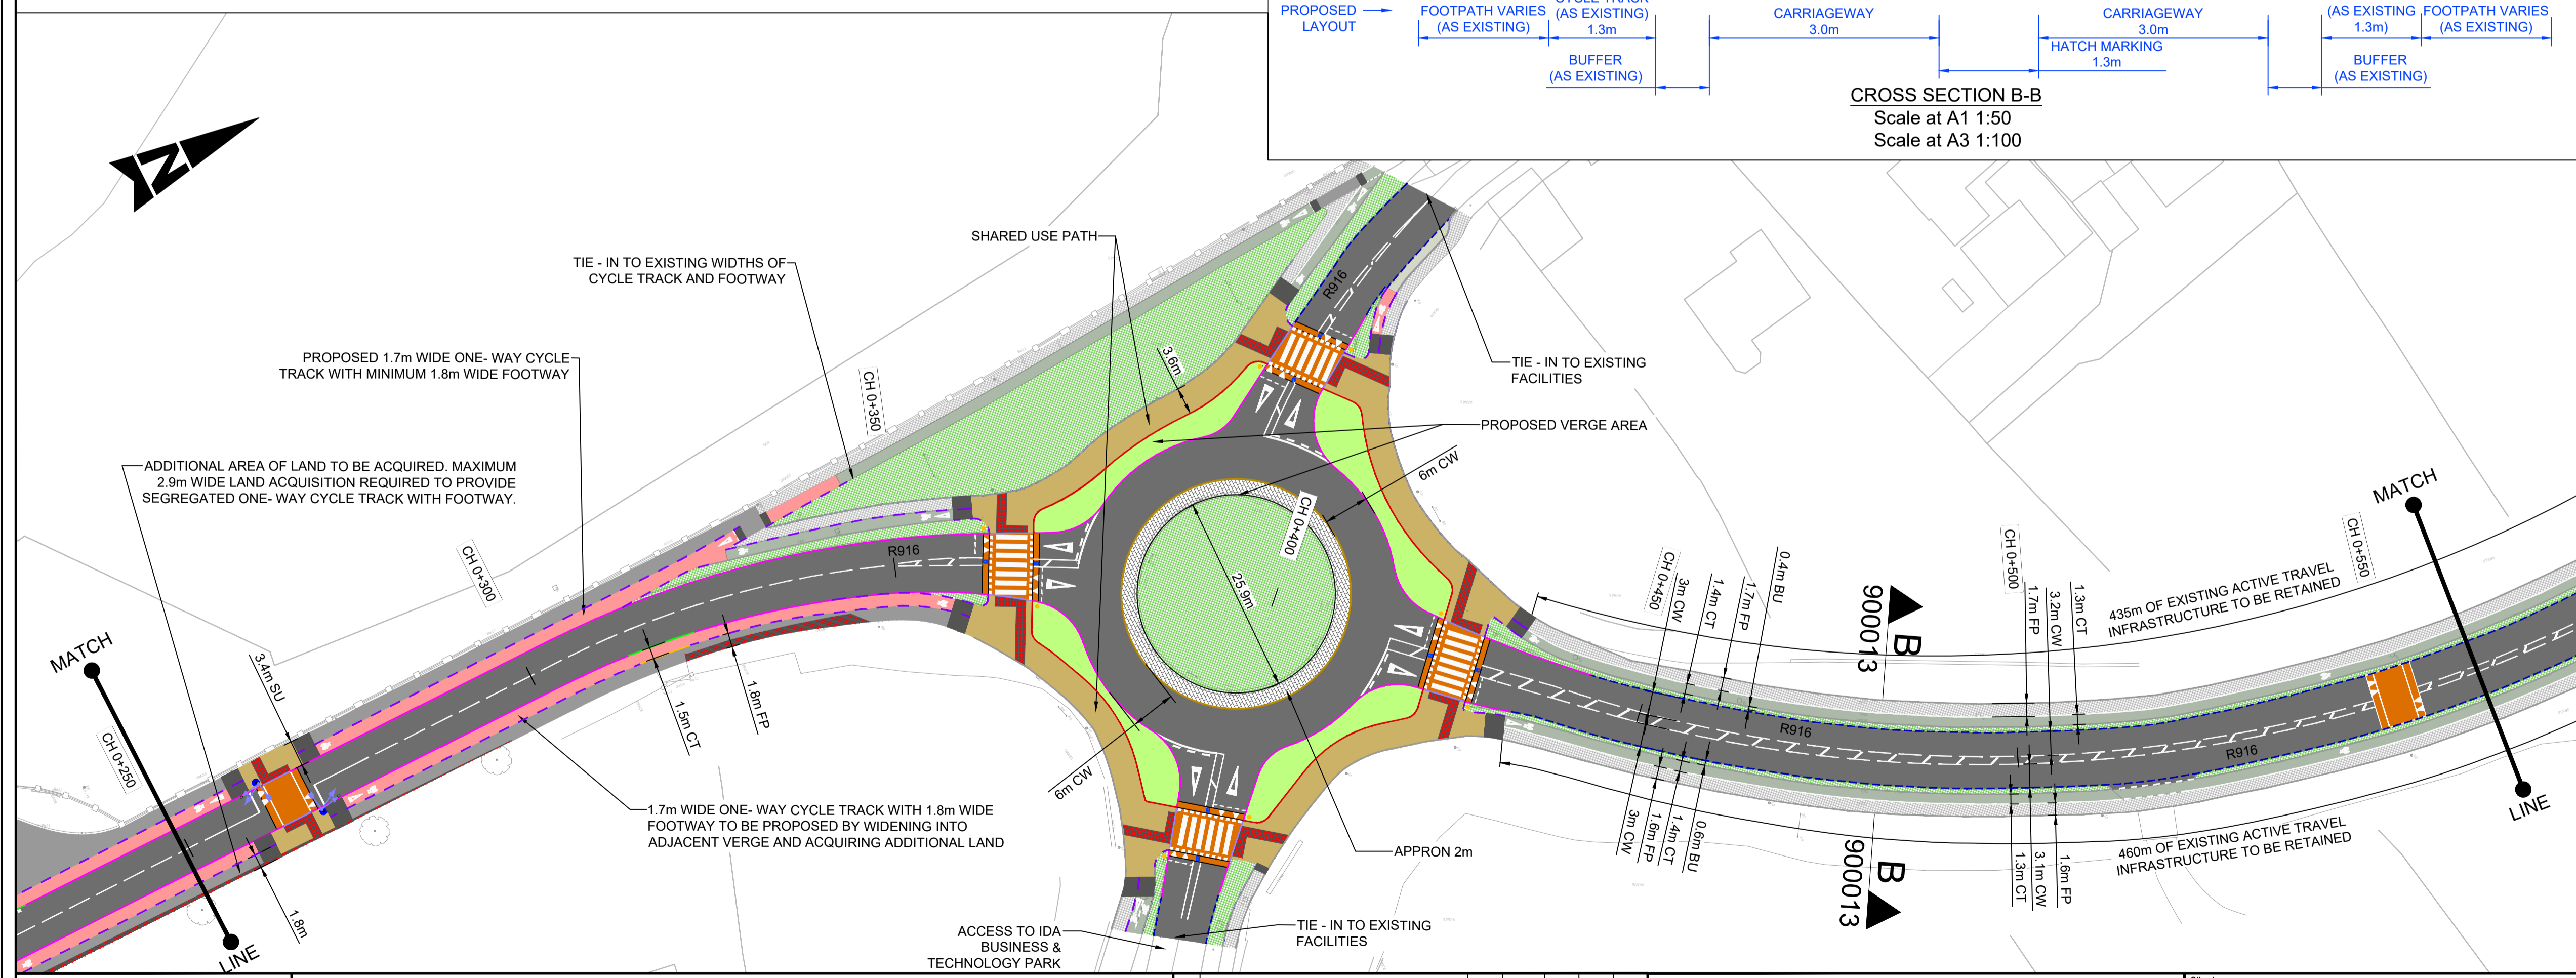 PROPOSED
LAYOUT
FOOTPATH VARIES
(AS EXISTING)
CYCLE TRACK
(AS EXISTING)
1.3m
BUFFER
(AS EXISTING)
CARRIAGEWAY
3.0m
CARRIAGEWAY
3.0m
HATCH MARKING
1.3m
(AS EXISTING
1.3m)
FOOTPATH VARIES
(AS EXISTING)
BUFFER
(AS EXISTING)
CROSS SECTION B-B
Scale at A1 1:50
Scale at A3 1:100
N
SHARED USE PATH
TIE - IN TO EXISTING WIDTHS OF
CYCLE TRACK AND FOOTWAY
PROPOSED 1.7m WIDE ONE- WAY CYCLE
TRACK WITH MINIMUM 1.8m WIDE FOOTWAY
ADDITIONAL AREA OF LAND TO BE ACQUIRED. MAXIMUM
2.9m WIDE LAND ACQUISITION REQUIRED TO PROVIDE
SEGREGATED ONE- WAY CYCLE TRACK WITH FOOTWAY.
CH 0+350
3.6m
R916
TIE - IN TO EXISTING
FACILITIES
PROPOSED VERGE AREA
6m CW
CH 0+400
25.9m
CH 0+300
R916
MATCH
CH 0+250
LINE
3.4m SU
1.8m
1.5m CT
1.8m FP
1.7m WIDE ONE- WAY CYCLE TRACK WITH 1.8m WIDE
FOOTWAY TO BE PROPOSED BY WIDENING INTO
ADJACENT VERGE AND ACQUIRING ADDITIONAL LAND
6m CW
APPRON 2m
ACCESS TO IDA
BUSINESS &
TECHNOLOGY PARK
TIE - IN TO EXISTING
FACILITIES
CH 0+450
3m CW
1.4m CT
1.7m FP
0.4m BU
3m CW
1.6m FP
1.4m CT
0.6m BU
R916
B
900013
B
900013
CH 0+500
1.7m FP
3.2m CW
1.3m CT
1.3m CT
3.1m CW
1.6m FP
435m OF EXISTING ACTIVE TRAVEL
INFRASTRUCTURE TO BE RETAINED
460m OF EXISTING ACTIVE TRAVEL
INFRASTRUCTURE TO BE RETAINED
R916
CH 0+550
MATCH
LINE